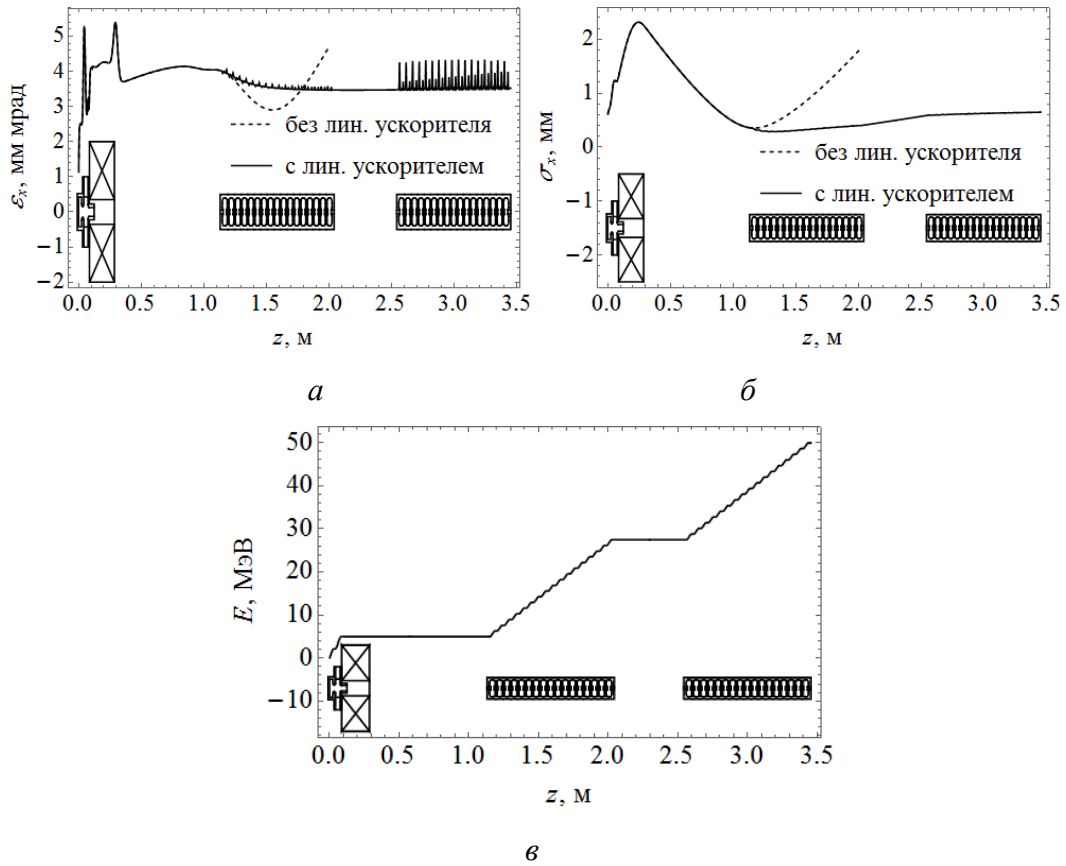 5
4
3
2
1
0
−1
−2
εx, мм мрад
без лин. ускорителя
с лин. ускорителем
0.0 0.5 1.0 1.5 2.0 2.5 3.0 3.5
z, м
а
2
1
0
−1
−2
σx, мм
без лин. ускорителя
с лин. ускорителем
0.0 0.5 1.0 1.5 2.0 2.5 3.0 3.5
z, м
б
50
40
30
20
10
0
−10
E, МэВ
0.0 0.5 1.0 1.5 2.0 2.5 3.0 3.5
z, м
в